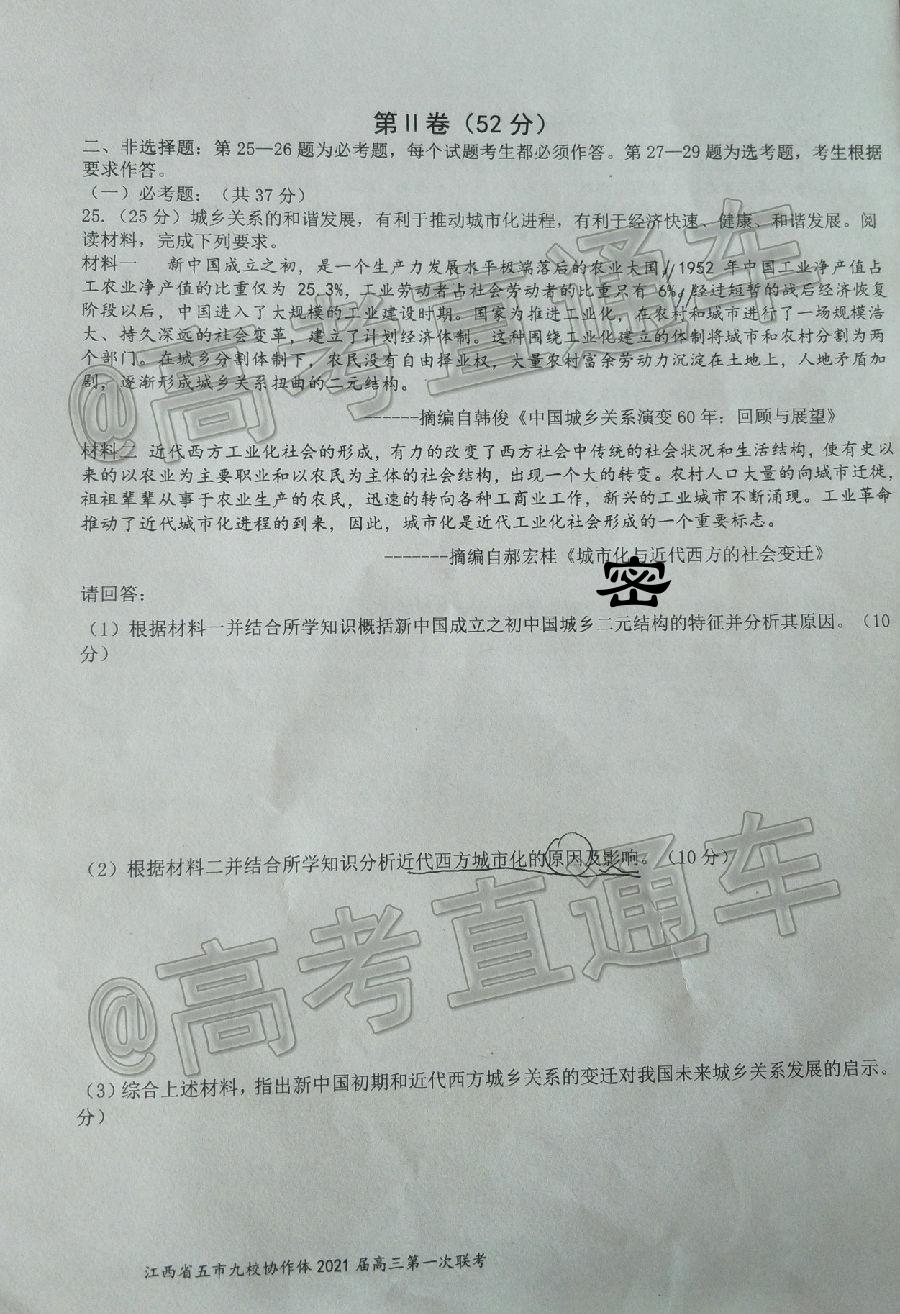 第II卷（52分）
二、非选择题：第25—26题为必考题，每个试题考生都必须作答。第27—29题为选考题，考生根据
要求作答。
（一）必考题：（共37分）
25.（25分）城乡关系的和谐发展，有利于推动城市化进程，有利于经济快速、健康、和谐发展。阅
读材料，完成下列要求。
材料一 新中国成立之初，是一个生产力发展水平极端落后的农业大国，1952年中国工业净产值占
工农业净产值的比重仅为25.3%，工业劳动者占社会劳动者的比重只有6%，经过短暂的战后经济恢复
阶段以后，中国进入了大规模的工业建设时期。国家为推进工业化，在农村和城市进行了一场规模浩
大、持久深远的社会变革，建立了计划经济体制。这种围绕工业化建立的体制将城市和农村分割为两
个部门。在城乡分割体制下，农民没有自由择业权，大量农村富余劳动力沉淀在土地上，人地矛盾加
剧，逐渐形成城乡关系扭曲的二元结构。
------摘编自韩俊《中国城乡关系演变60年：回顾与展望》
材料二 近代西方工业化社会的形成，有力的改变了西方社会中传统的社会状况和生活结构，使有史以
来的以农业为主要职业和以农民为主体的社会结构，出现一个大的转变。农村人口大量的向城市迁徙，
祖祖辈辈从事于农业生产的农民，迅速的转向各种工商业工作，新兴的工业城市不断涌现。工业革命
推动了近代城市化进程的到来，因此，城市化是近代工业化社会形成的一个重要标志。
-------摘编自郝宏桂《城市化与近代西方的社会变迁》
密
请回答：
（1）根据材料一并结合所学知识概括新中国成立之初中国城乡二元结构的特征并分析其原因。（10
分）
（2）根据材料二并结合所学知识分析近代西方城市化的原因及影响。（10分）
（3）综合上述材料，指出新中国初期和近代西方城乡关系的变迁对我国未来城乡关系发展的启示。
分）
江西省五市九校协作体2021届高三第一次联考
@高考直通车
@高考直通车